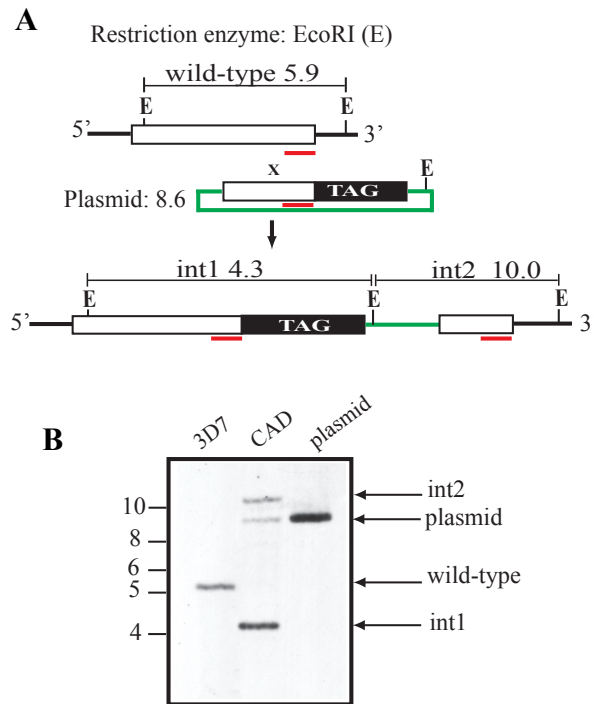 A
Restriction enzyme: EcoRI (E)
wild-type 5.9
E E
5’ 3’
x
E
Plasmid: 8.6
TAG
int1 4.3 int2 10.0
E E E
5’ TAG 3
B
3D7 CAD plasmid
int2
10
plasmid
8
6
wild-type
5
4
int1